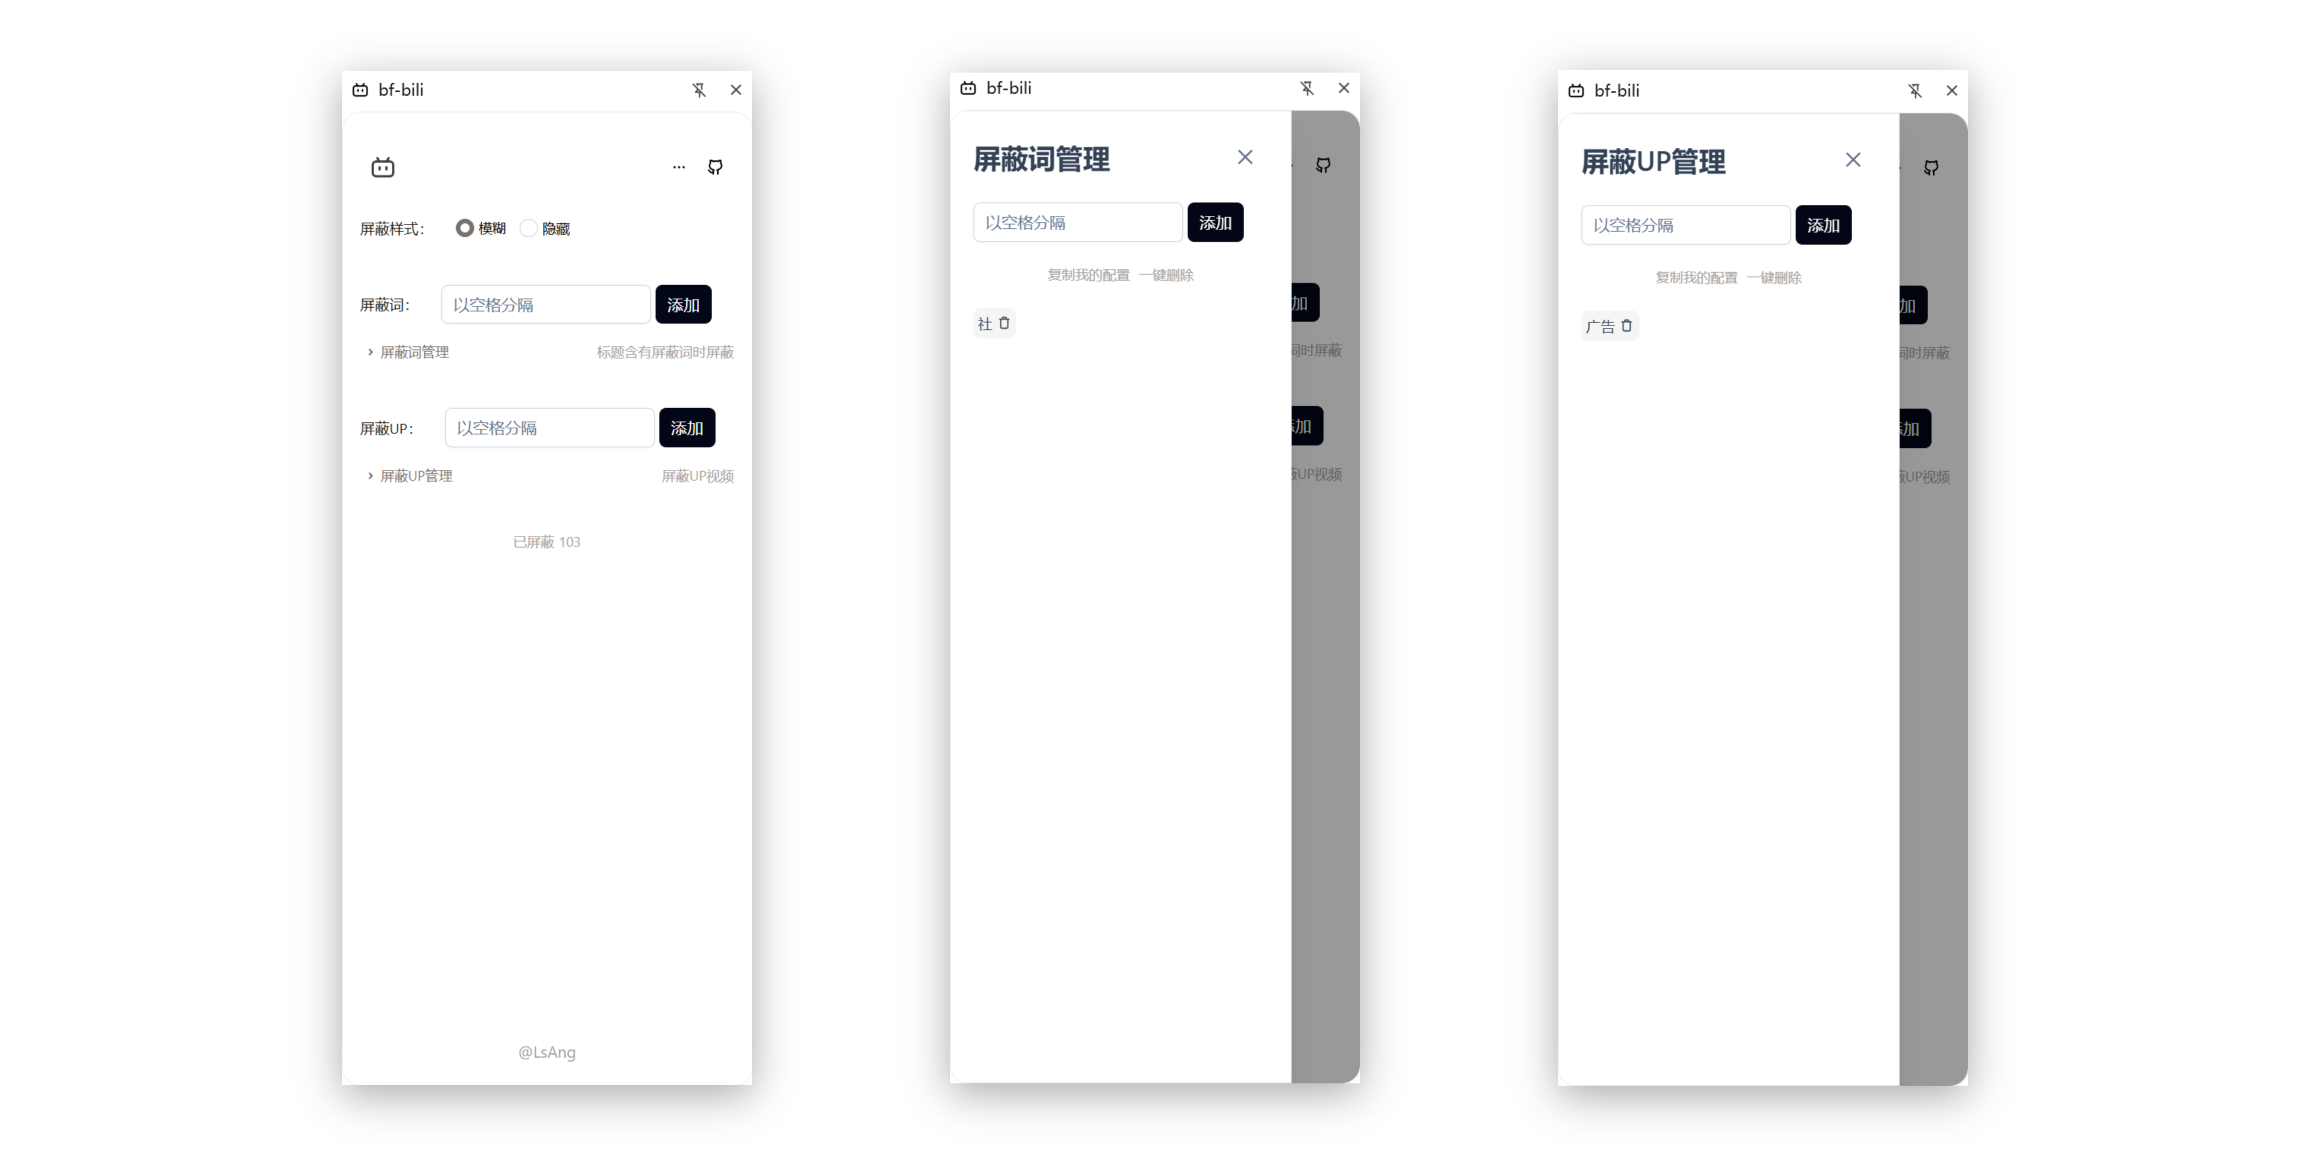 bf-bili
屏蔽样式： 模糊 隐藏
屏蔽词： 以空格分隔 添加
屏蔽词管理 标题含有屏蔽词时屏蔽
屏蔽UP： 以空格分隔 添加
屏蔽UP管理 屏蔽UP视频
已屏蔽 103
@LsAng
bf-bili
屏蔽词管理
以空格分隔 添加
复制我的配置 一键删除
社
加
词时屏蔽
添加
蔽UP视频
bf-bili
屏蔽UP管理
以空格分隔 添加
复制我的配置 一键删除
广告
加
词时屏蔽
添加
蔽UP视频